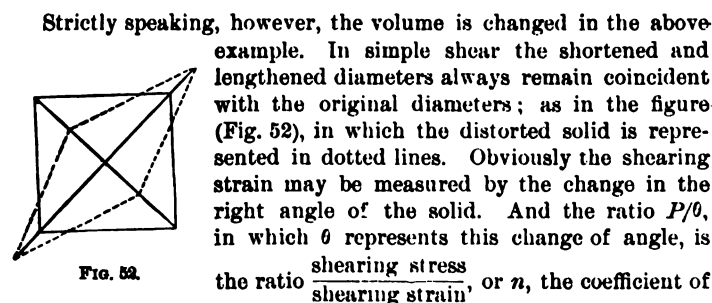 Strictly speaking, however, the volume is changed in the above
example. In simple shear the shortened and
lengthened diameters always remain coincident
with the original diameters; as in the figure
(Fig. 52), in which the distorted solid is repre-
sented in dotted lines. Obviously the shearing
strain may be measured by the change in the
right angle of the solid. And the ratio P/θ,
in which θ represents this change of angle, is
the ratio shearing stress / shearing strain, or n, the coefficient of
FIG. 52.